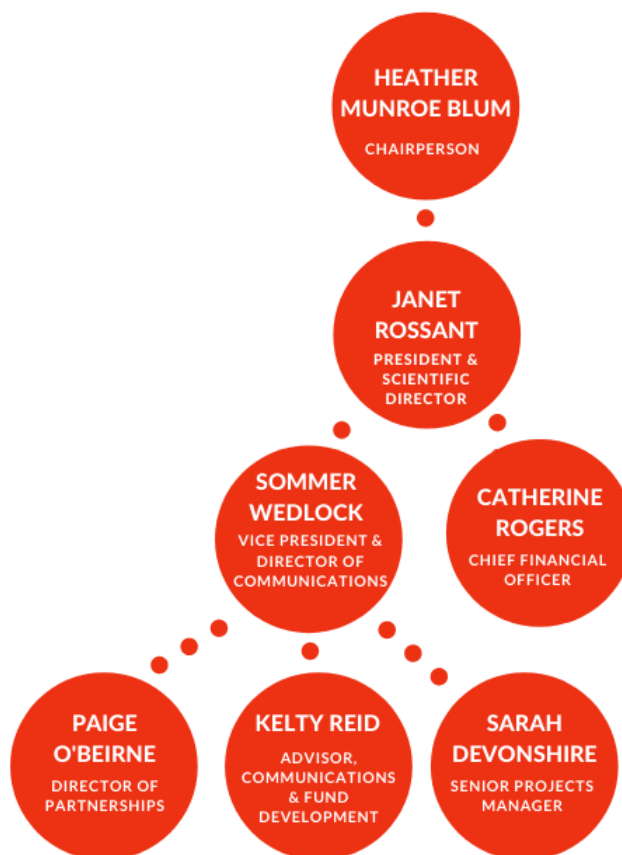 HEATHER
MUNROE BLUM
CHAIRPERSON
JANET
ROSSANT
PRESIDENT &
SCIENTIFIC
DIRECTOR
SOMMER
WEDLOCK
VICE PRESIDENT &
DIRECTOR OF
COMMUNICATIONS
CATHERINE
ROGERS
CHIEF FINANCIAL
OFFICER
PAIGE
O'BEIRNE
DIRECTOR OF
PARTNERSHIPS
KELTY REID
ADVISOR,
COMMUNICATIONS
& FUND
DEVELOPMENT
SARAH
DEVONSHIRE
SENIOR PROJECTS
MANAGER